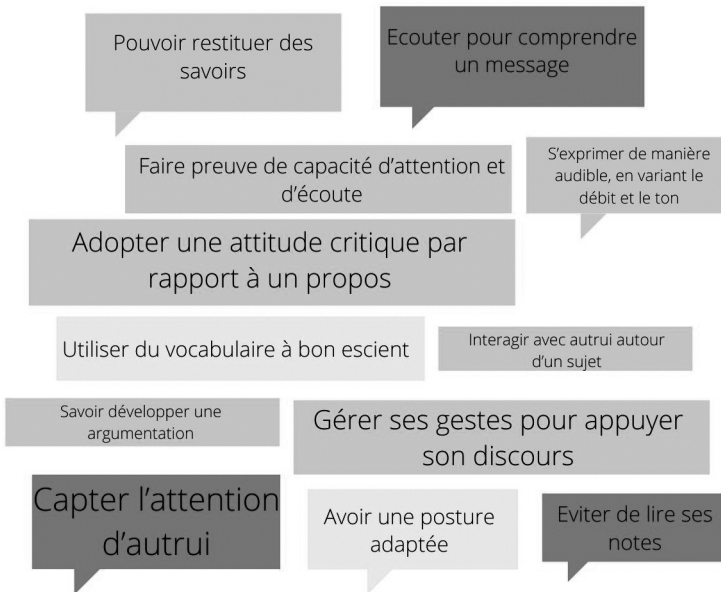 Pouvoir restituer des
savoirs
Ecouter pour comprendre
un message
Faire preuve de capacité d'attention et
d'écoute
S'exprimer de manière
audible, en variant le
débit et le ton
Adopter une attitude critique par
rapport à un propos
Utiliser du vocabulaire à bon escient
Interagir avec autrui autour
d'un sujet
Savoir développer une
argumentation
Gérer ses gestes pour appuyer
son discours
Capter l'attention
d'autrui
Avoir une posture
adaptée
Eviter de lire ses
notes